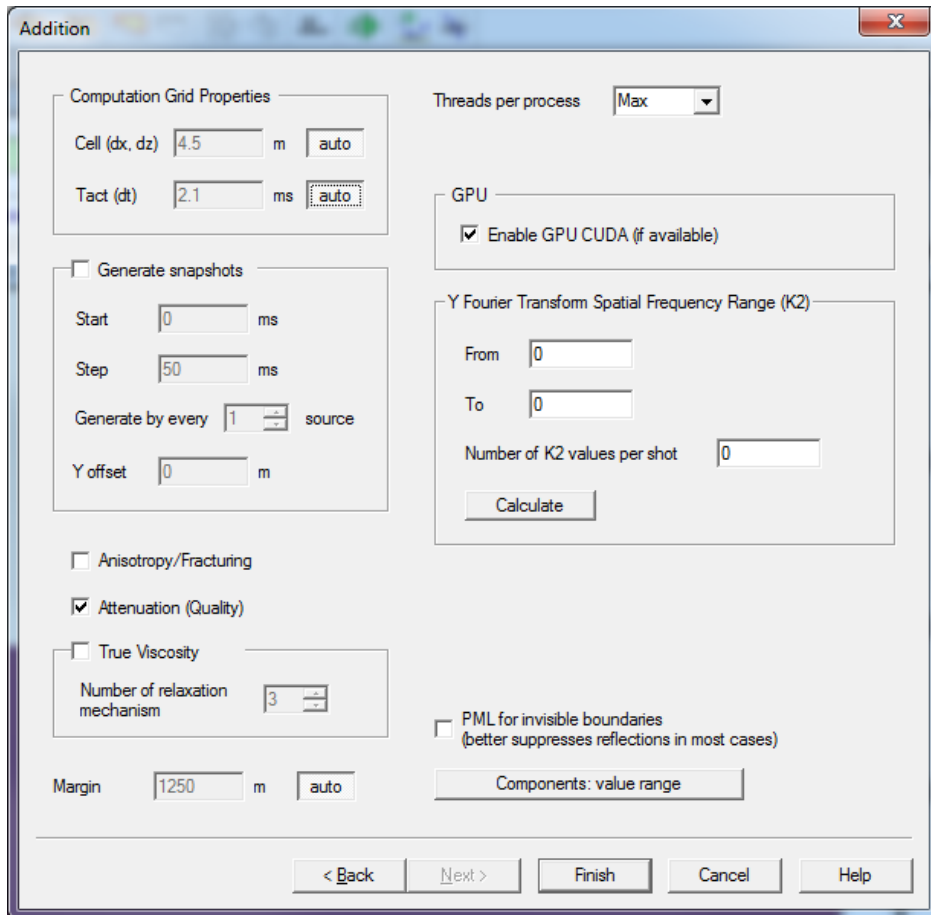 Addition
Computation Grid Properties
Cell (dx, dz) 4.5 m auto
Tact (dt) 2.1 ms auto
Generate snapshots
Start 0 ms
Step 50 ms
Generate by every 1 source
Y offset 0 m
Anisotropy/Fracturing
Attenuation (Quality)
True Viscosity
Number of relaxation
mechanism 3
Margin 1250 m auto
Threads per process Max
GPU
Enable GPU CUDA (if available)
Y Fourier Transform Spatial Frequency Range (K2)
From 0
To 0
Number of K2 values per shot 0
Calculate
PML for invisible boundaries
(better suppresses reflections in most cases)
Components: value range
< Back Next > Finish Cancel Help